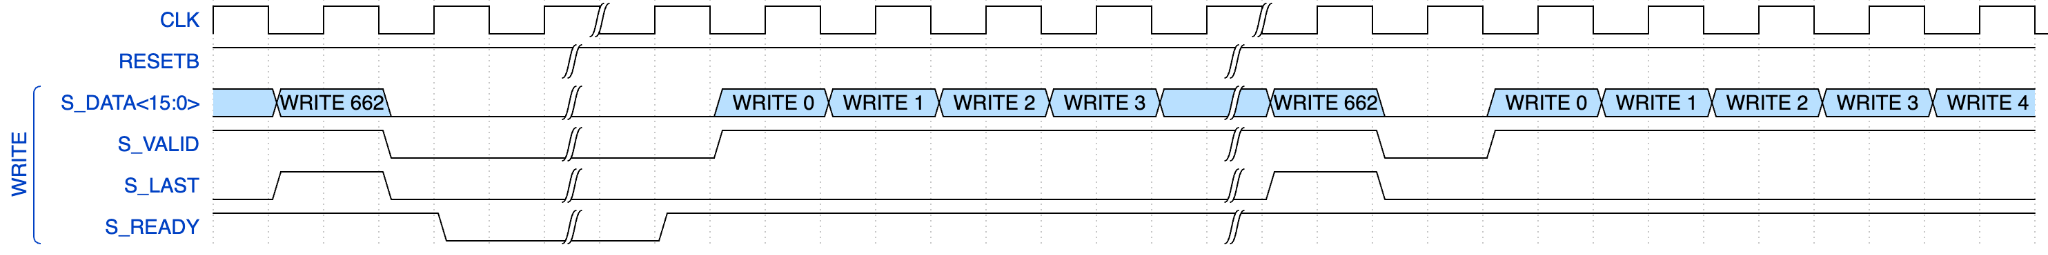 CLK
RESETB
S_DATA<15:0> WRITE 662 WRITE 0 WRITE 1 WRITE 2 WRITE 3 WRITE 662 WRITE 0 WRITE 1 WRITE 2 WRITE 3 WRITE 4
S_VALID
S_LAST
S_READY
WRITE